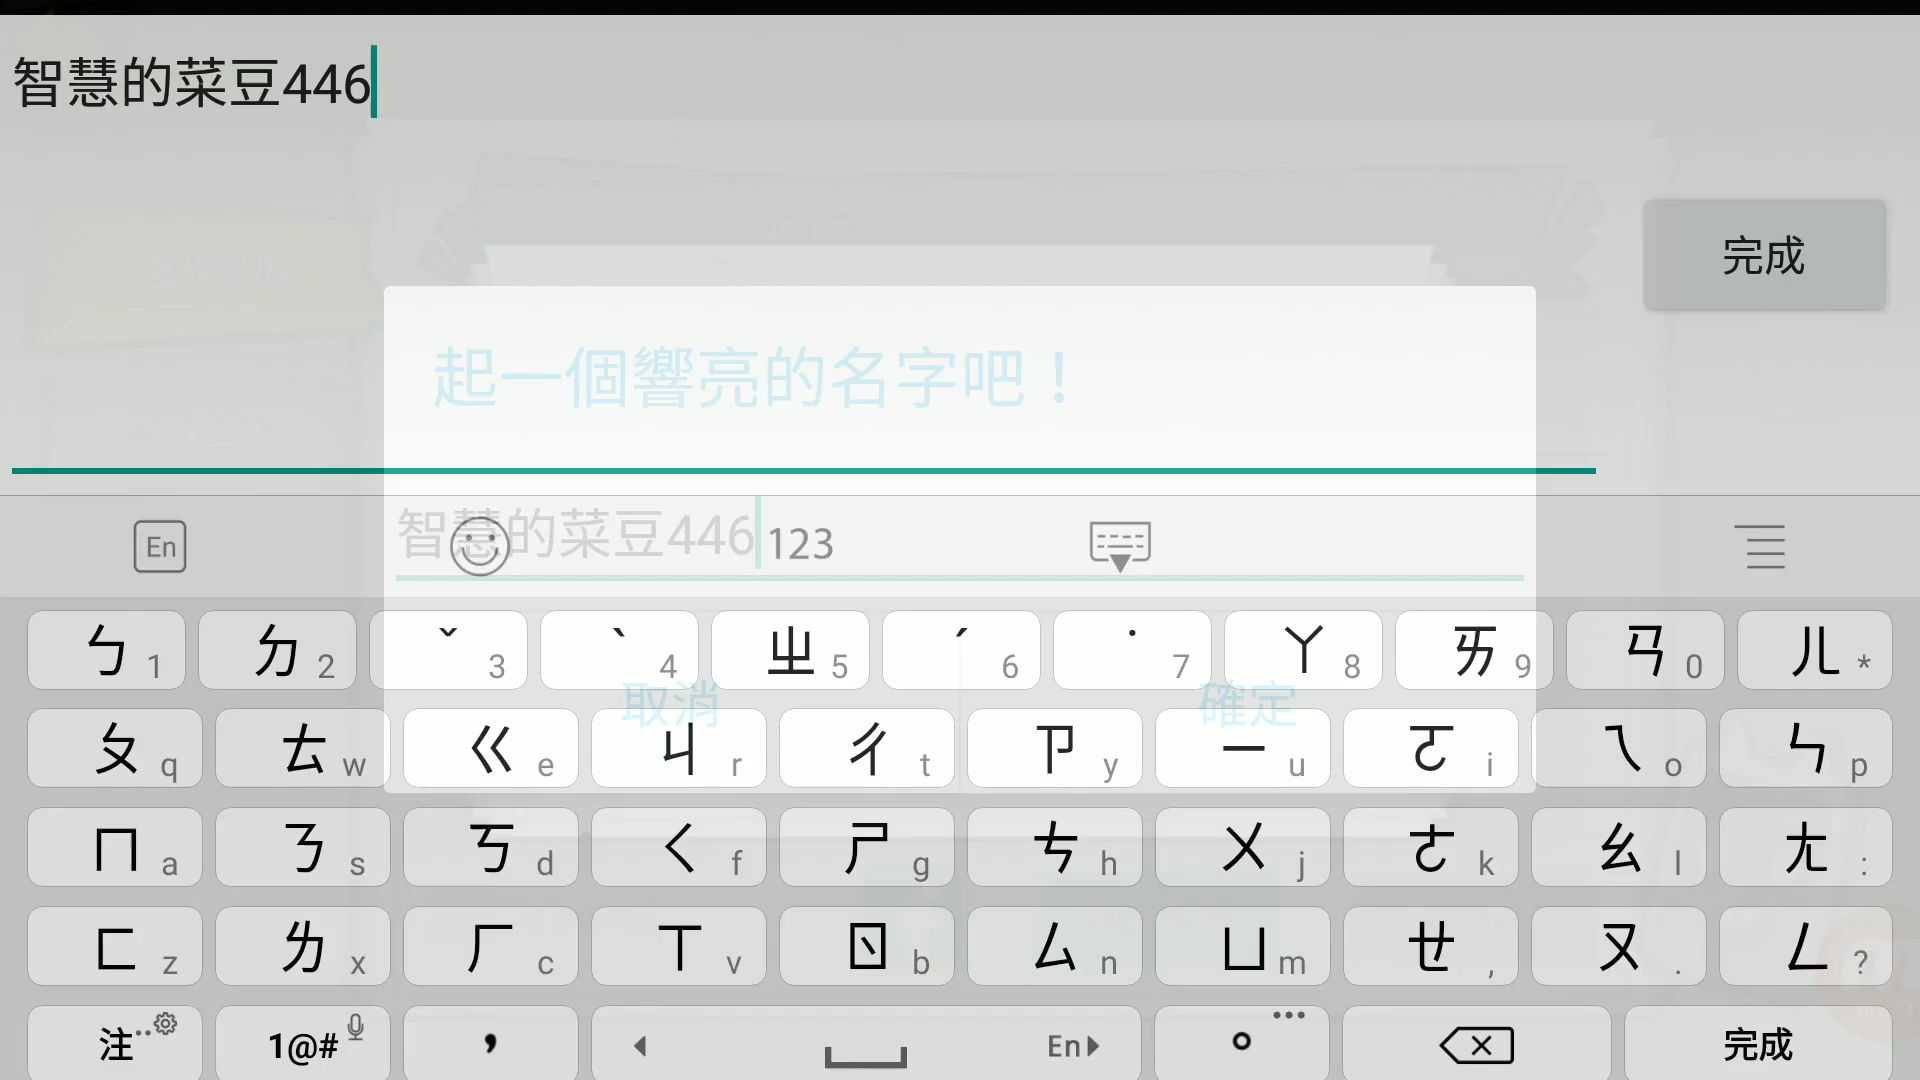 智慧的菜豆446
完成
起一個響亮的名字吧！
智慧的菜豆446
En 123
取消 確定
ㄅ 1 ㄉ 2 ˇ 3 ˋ 4 ㄓ 5 ˊ 6 ˙ 7 ㄚ 8 ㄞ 9 ㄢ 0 ㄦ *
ㄆ q ㄊ w ㄍ e ㄐ r ㄔ t ㄗ y ㄧ u ㄛ i ㄟ o ㄣ p
ㄇ a ㄋ s ㄎ d ㄑ f ㄕ g ㄘ h ㄨ j ㄜ k ㄠ l ㄤ :
ㄈ z ㄌ x ㄏ c ㄒ v ㄖ b ㄙ n ㄩ m ㄝ , ㄡ . ㄥ ?
注 1@# ， En 。 完成